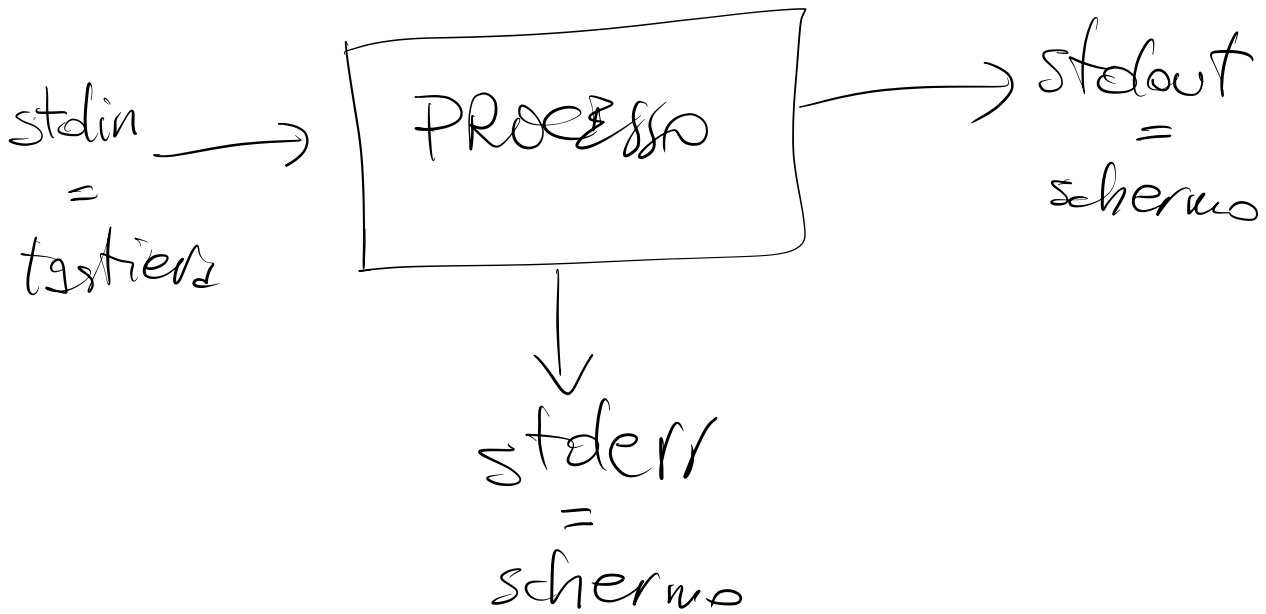 stdin
=
tastiera
PROCESSO
stdout
=
schermo
stderr
=
schermo